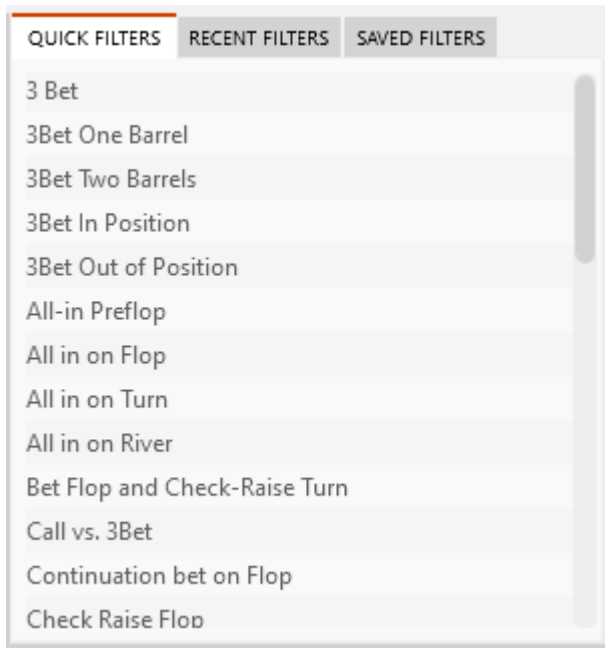 QUICK FILTERS RECENT FILTERS SAVED FILTERS
3 Bet
3Bet One Barrel
3Bet Two Barrels
3Bet In Position
3Bet Out of Position
All-in Preflop
All in on Flop
All in on Turn
All in on River
Bet Flop and Check-Raise Turn
Call vs. 3Bet
Continuation bet on Flop
Check Raise Flop